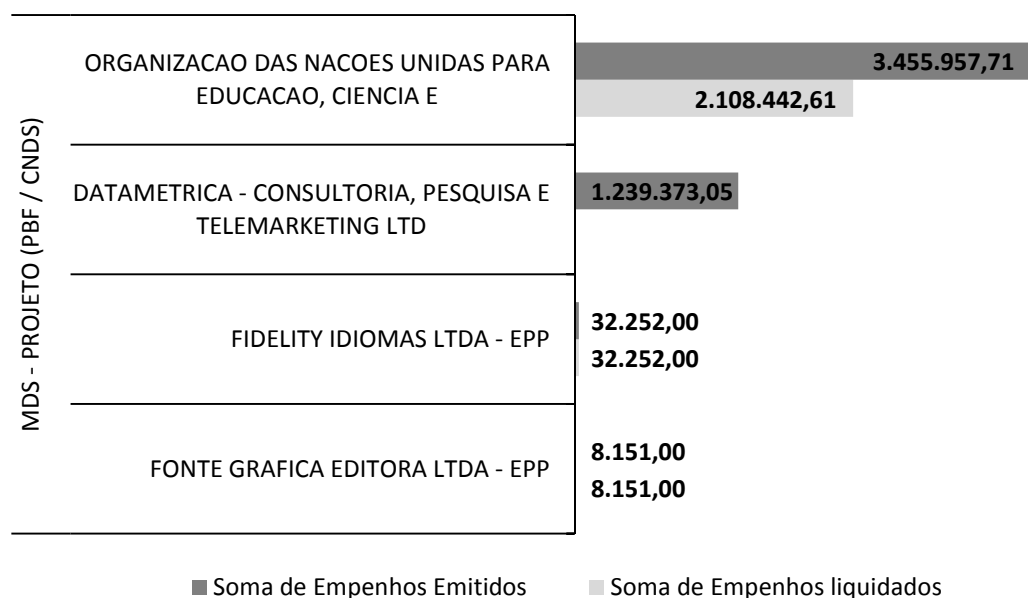 MDS - PROJETO (PBF / CNDS)
ORGANIZACAO DAS NACOES UNIDAS PARA
EDUCACAO, CIENCIA E
3.455.957,71
2.108.442,61
DATAMETRICA - CONSULTORIA, PESQUISA E
TELEMARKETING LTD
1.239.373,05
FIDELITY IDIOMAS LTDA - EPP
32.252,00
32.252,00
FONTE GRAFICA EDITORA LTDA - EPP
8.151,00
8.151,00
Soma de Empenhos Emitidos
Soma de Empenhos liquidados